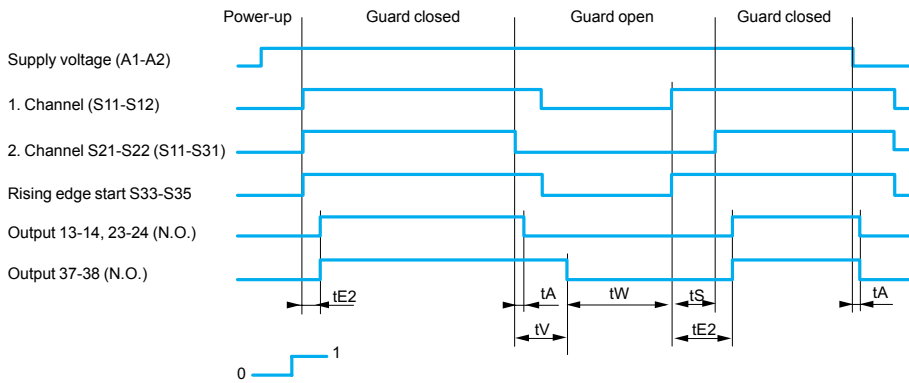 Power-up Guard closed Guard open Guard closed
Supply voltage (A1-A2)
1. Channel (S11-S12)
2. Channel S21-S22 (S11-S31)
Rising edge start S33-S35
Output 13-14, 23-24 (N.O.)
Output 37-38 (N.O.)
tE2 tA tW tS tA
tV tE2
0 1